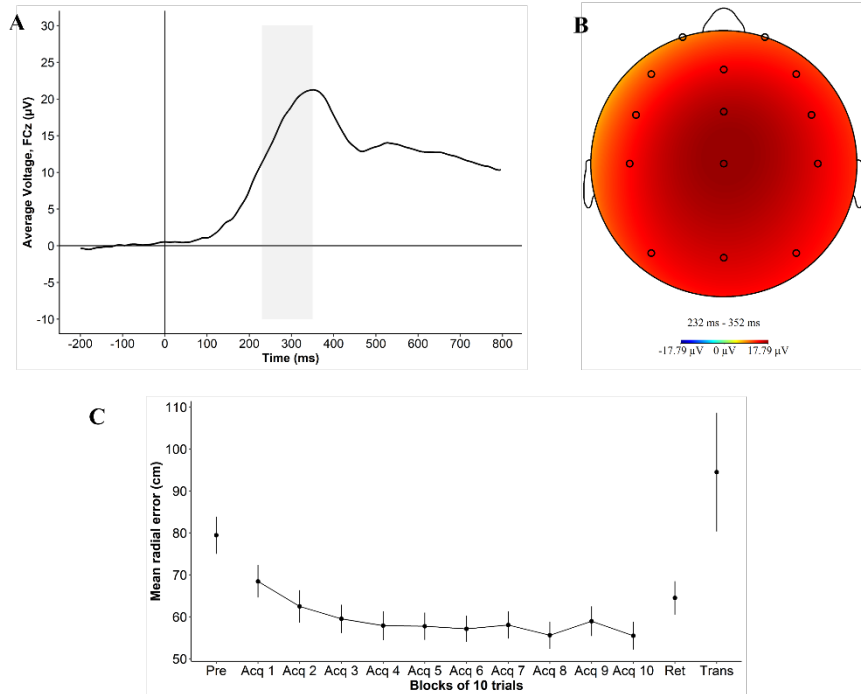 A
30
25
20
15
10
5
0
-5
-10
Average Voltage, FCz (µV)
-200 -100 0 100 200 300 400 500 600 700 800
Time (ms)
B
232 ms - 352 ms
-17.79 µV 0 µV 17.79 µV
C
110
100
90
80
70
60
50
Mean radial error (cm)
Pre Acq 1 Acq 2 Acq 3 Acq 4 Acq 5 Acq 6 Acq 7 Acq 8 Acq 9 Acq 10 Ret Trans
Blocks of 10 trials